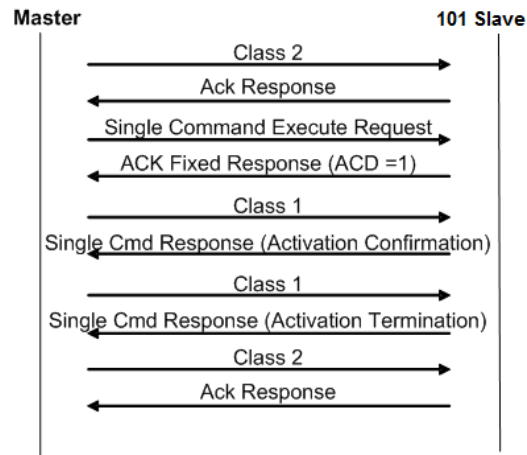 Master 101 Slave
Class 2
Ack Response
Single Command Execute Request
ACK Fixed Response (ACD =1)
Class 1
Single Cmd Response (Activation Confirmation)
Class 1
Single Cmd Response (Activation Termination)
Class 2
Ack Response